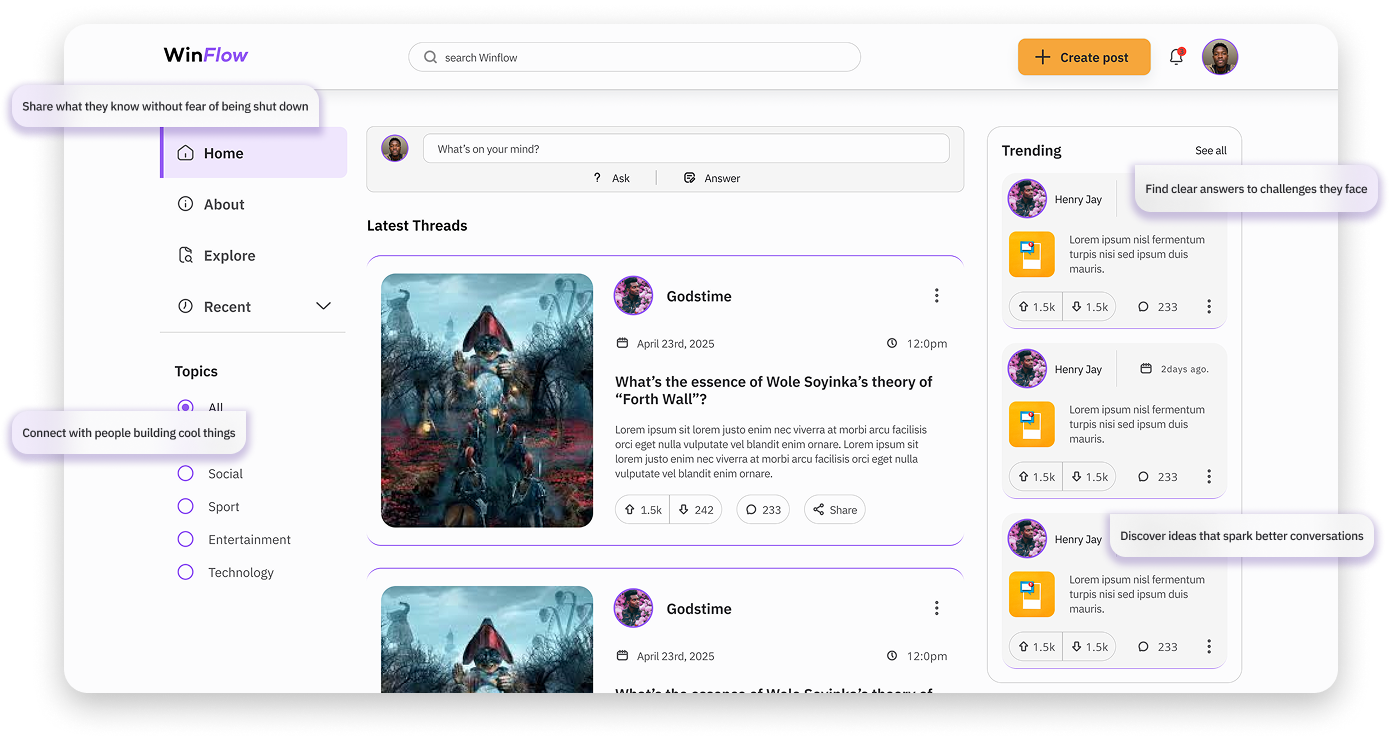 WinFlow
search Winflow
Create post
Share what they know without fear of being shut down
Home
About
Explore
Recent
Topics
All
Connect with people building cool things
Social
Sport
Entertainment
Technology
What's on your mind?
? Ask
Answer
Latest Threads
Godstime
April 23rd, 2025
12:0pm
What's the essence of Wole Soyinka's theory of
“Forth Wall”?
Lorem ipsum sit lorem justo enim nec viverra at morbi arcu facilisis
orci eget nulla vulputate vel blandit enim ornare. Lorem ipsum sit
lorem justo enim nec viverra at morbi arcu facilisis orci eget nulla
vulputate vel blandit enim ornare.
1.5k
242
233
Share
Godstime
April 23rd, 2025
12:0pm
What's the essence of Wole Soyinka's theory of
Trending
See all
Find clear answers to challenges they face
Henry Jay
Lorem ipsum nisl fermentum
turpis nisi sed ipsum duis
mauris.
1.5k
1.5k
233
Henry Jay
2days ago.
Lorem ipsum nisl fermentum
turpis nisi sed ipsum duis
mauris.
1.5k
1.5k
233
Henry Jay
Discover ideas that spark better conversations
Lorem ipsum nisl fermentum
turpis nisi sed ipsum duis
mauris.
1.5k
1.5k
233